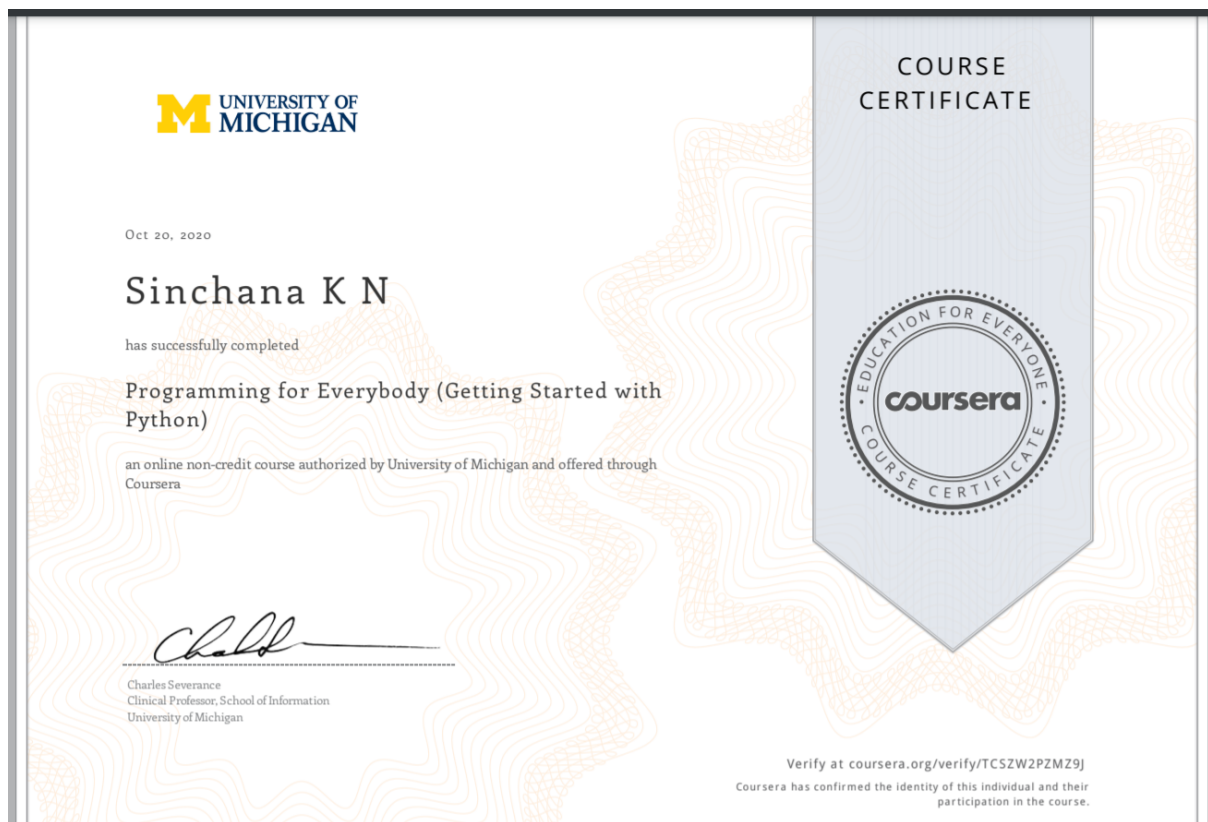 UNIVERSITY OF
MICHIGAN
Oct 20, 2020
Sinchana K N
has successfully completed
Programming for Everybody (Getting Started with
Python)
an online non-credit course authorized by University of Michigan and offered through
Coursera
Charles Severance
Clinical Professor, School of Information
University of Michigan
COURSE
CERTIFICATE
EDUCATION FOR EVERYONE
coursera
COURSE CERTIFICATE
Verify at coursera.org/verify/TCSZW2PZMZ9J
Coursera has confirmed the identity of this individual and their
participation in the course.